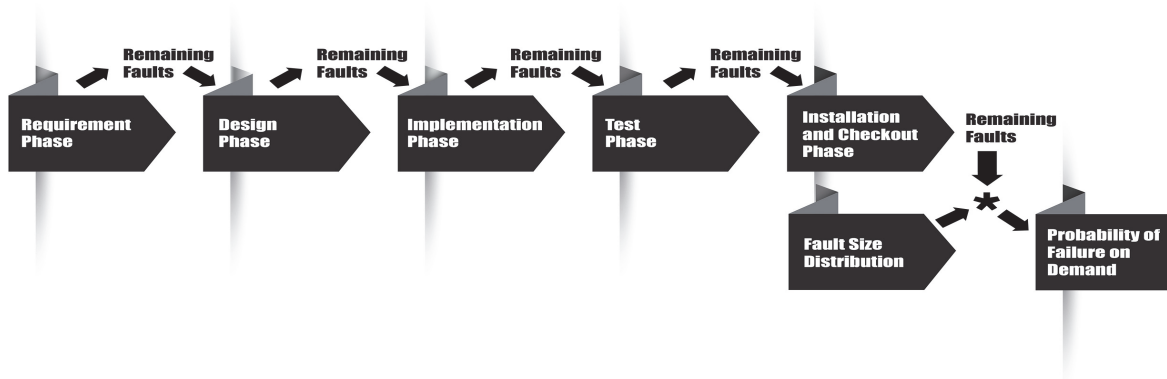 Remaining
Faults
Remaining
Faults
Remaining
Faults
Remaining
Faults
Requirement
Phase
Design
Phase
Implementation
Phase
Test
Phase
Installation
and Checkout
Phase
Remaining
Faults
*
Fault Size
Distribution
Probability of
Failure on
Demand